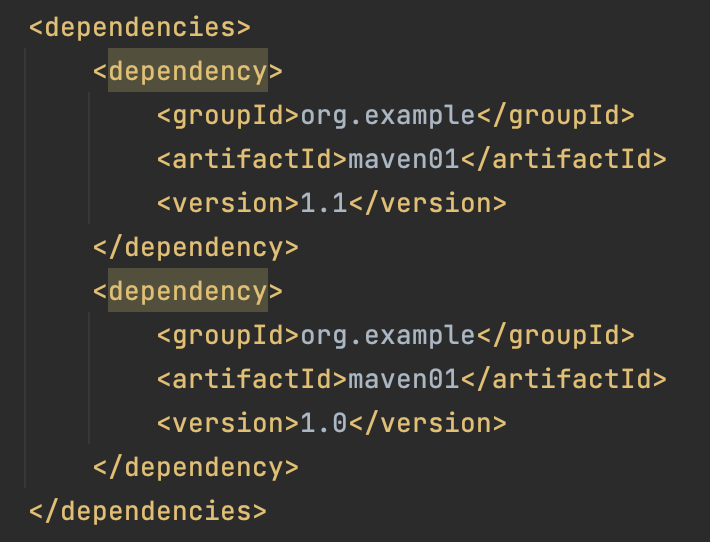 <dependencies>
<dependency>
<groupId>org.example</groupId>
<artifactId>maven01</artifactId>
<version>1.1</version>
</dependency>
<dependency>
<groupId>org.example</groupId>
<artifactId>maven01</artifactId>
<version>1.0</version>
</dependency>
</dependencies>